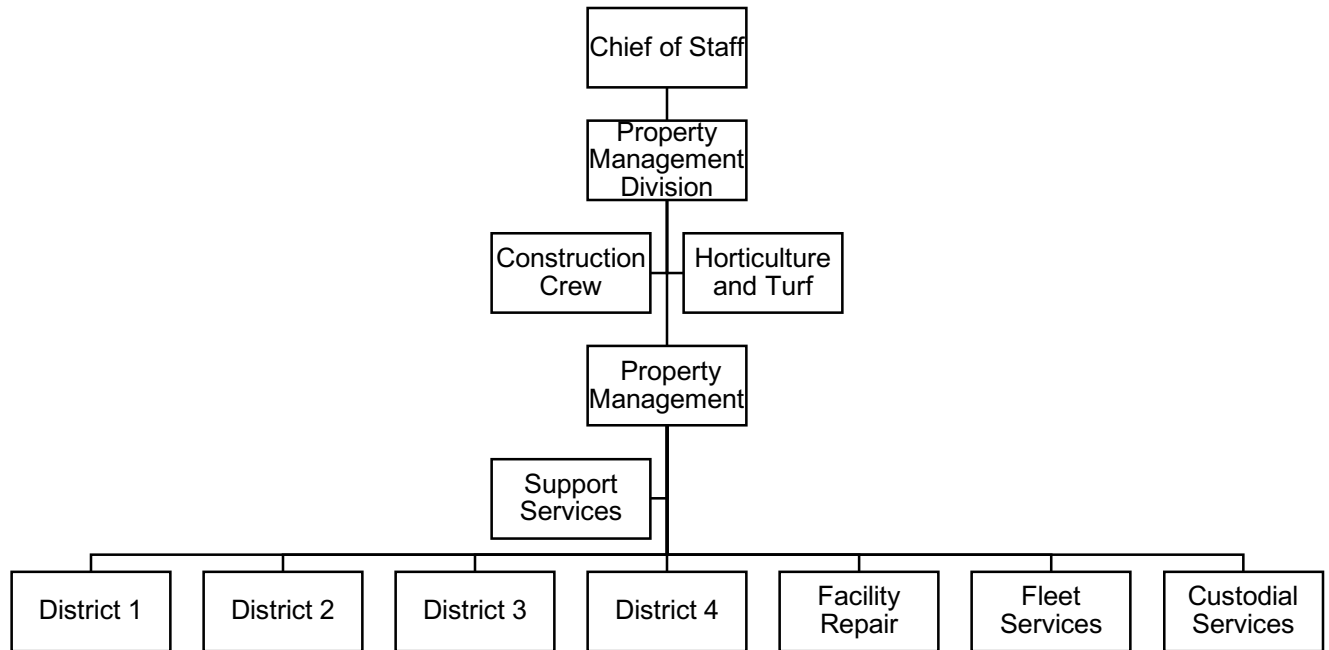 Chief of Staff
Property
Management
Division
Construction
Crew
Horticulture
and Turf
Property
Management
Support
Services
District 1
District 2
District 3
District 4
Facility
Repair
Fleet
Services
Custodial
Services